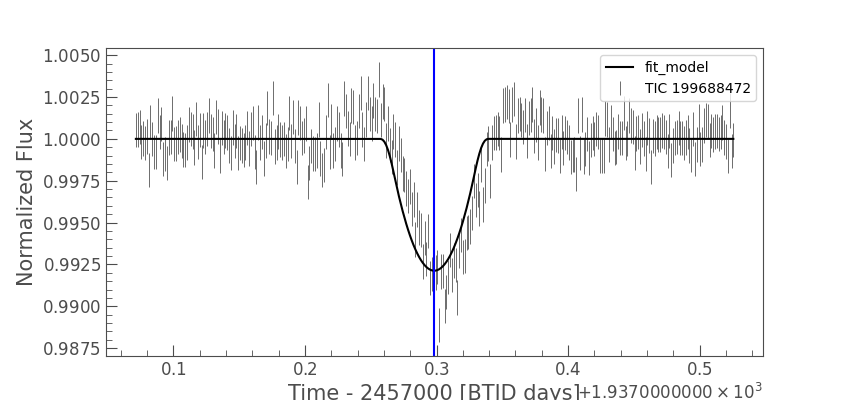 1.0050
1.0025
1.0000
0.9975
0.9950
0.9925
0.9900
0.9875
Normalized Flux
fit_model
TIC 199688472
0.1
0.2
0.3
0.4
0.5
Time - 2457000 [BTJD days]
+1.9370000000 × 10³